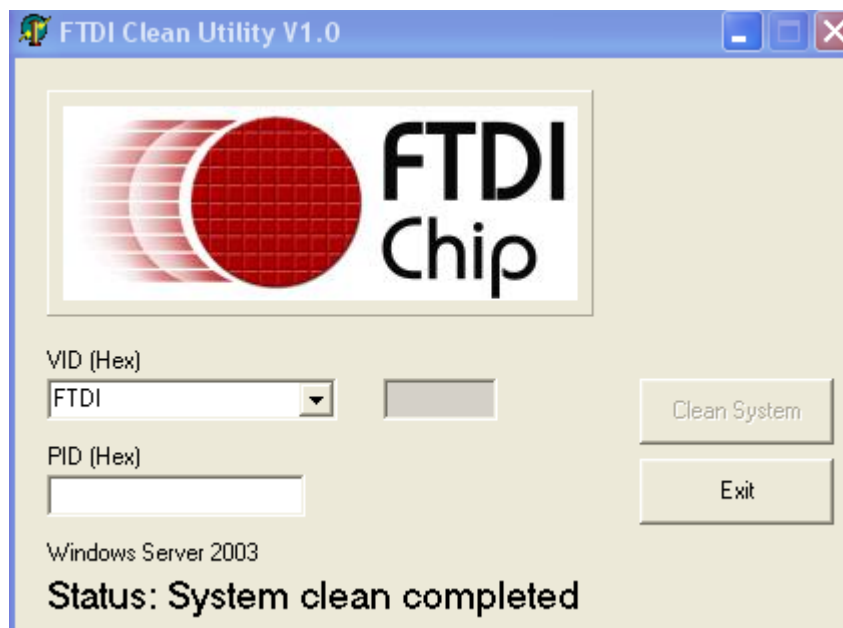 FTDI Clean Utility V1.0
FTDI
Chip
VID (Hex)
FTDI
Clean System
PID (Hex)
Exit
Windows Server 2003
Status: System clean completed